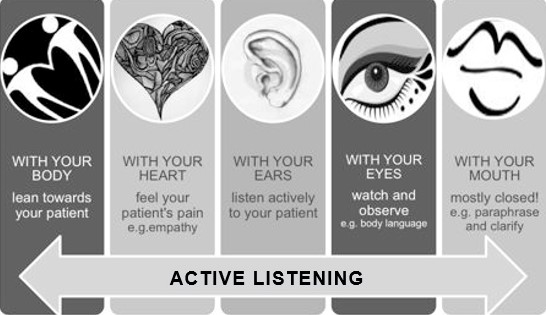 WITH YOUR
BODY
lean towards
your patient
WITH YOUR
HEART
feel your
patient's pain
e.g.empathy
WITH YOUR
EARS
listen actively
to your patient
WITH YOUR
EYES
watch and
observe
e.g. body language
WITH YOUR
MOUTH
mostly closed!
e.g. paraphrase
and clarify
ACTIVE LISTENING